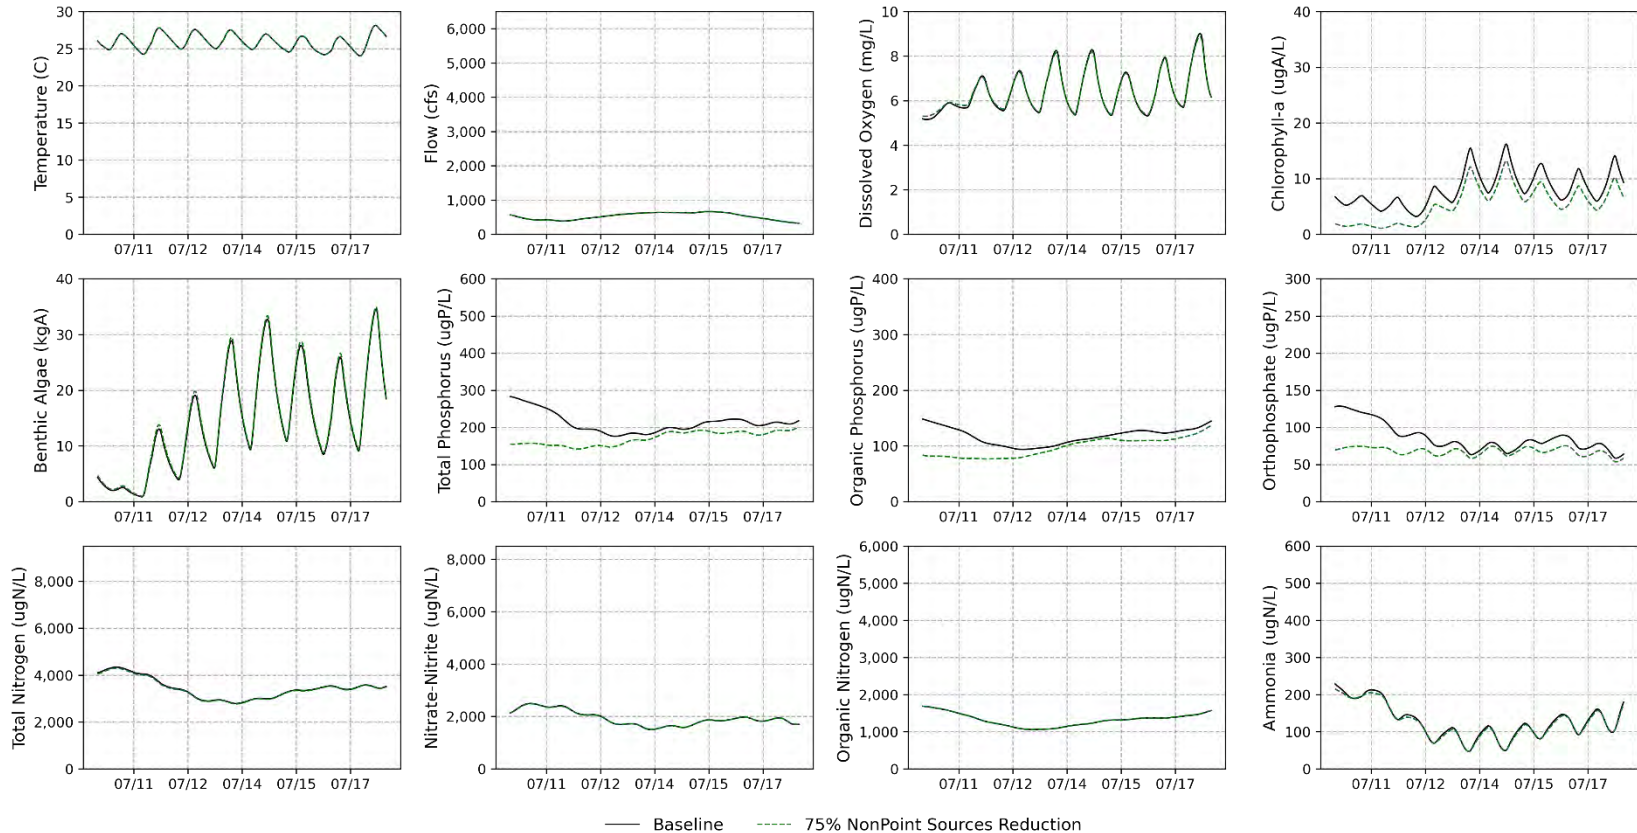 Temperature (C)
30
25
20
15
10
5
0
07/11 07/12 07/14 07/15 07/17
Flow (cfs)
6,000
5,000
4,000
3,000
2,000
1,000
0
07/11 07/12 07/14 07/15 07/17
Dissolved Oxygen (mg/L)
10
8
6
4
2
0
07/11 07/12 07/14 07/15 07/17
Chlorophyll-a (ugA/L)
40
30
20
10
0
07/11 07/12 07/14 07/15 07/17
Benthic Algae (kgA)
40
30
20
10
0
07/11 07/12 07/14 07/15 07/17
Total Phosphorus (ugP/L)
600
500
400
300
200
100
0
07/11 07/12 07/14 07/15 07/17
Organic Phosphorus (ugP/L)
400
300
200
100
0
07/11 07/12 07/14 07/15 07/17
Orthophosphate (ugP/L)
300
250
200
150
100
50
0
07/11 07/12 07/14 07/15 07/17
Total Nitrogen (ugN/L)
8,000
6,000
4,000
2,000
0
07/11 07/12 07/14 07/15 07/17
Nitrate-Nitrite (ugN/L)
8,000
6,000
4,000
2,000
0
07/11 07/12 07/14 07/15 07/17
Organic Nitrogen (ugN/L)
6,000
5,000
4,000
3,000
2,000
1,000
0
07/11 07/12 07/14 07/15 07/17
Ammonia (ugN/L)
600
500
400
300
200
100
0
07/11 07/12 07/14 07/15 07/17
Baseline 75% NonPoint Sources Reduction